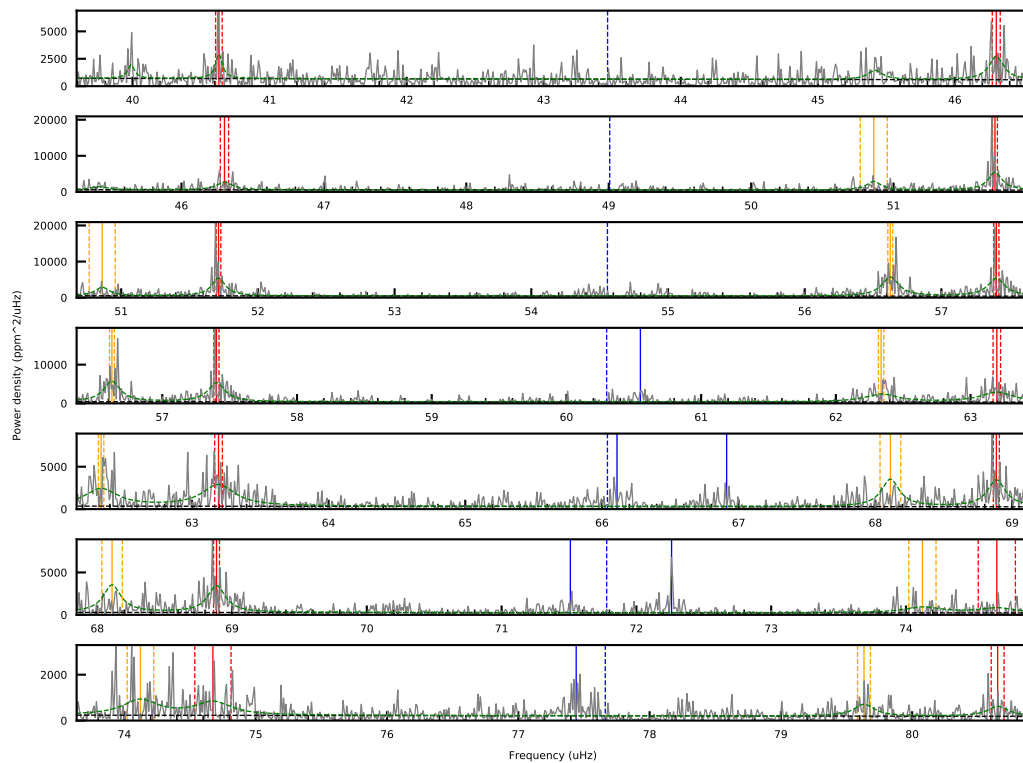 5000
2500
0
40 41 42 43 44 45 46
20000
10000
0
46 47 48 49 50 51
20000
10000
0
51 52 53 54 55 56 57
10000
0
57 58 59 60 61 62 63
5000
0
63 64 65 66 67 68 69
5000
0
68 69 70 71 72 73 74
2000
0
74 75 76 77 78 79 80
Power density (ppm^2/uHz)
Frequency (uHz)